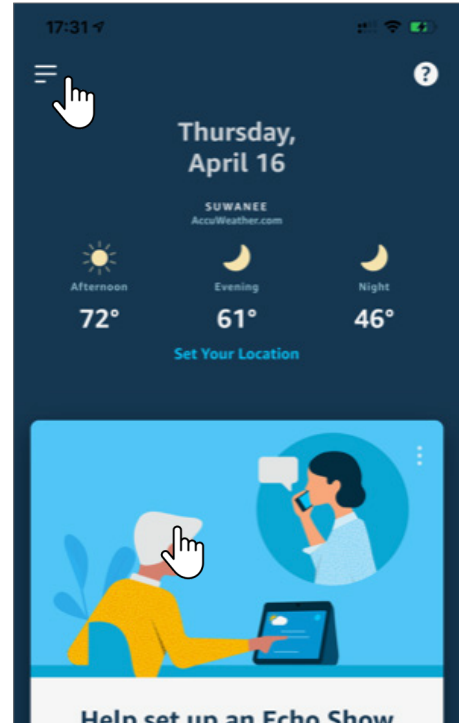 17:31
?
Thursday,
April 16
SUWANEE
AccuWeather.com
Afternoon Evening Night
72° 61° 46°
Set Your Location
Help set up an Echo Show